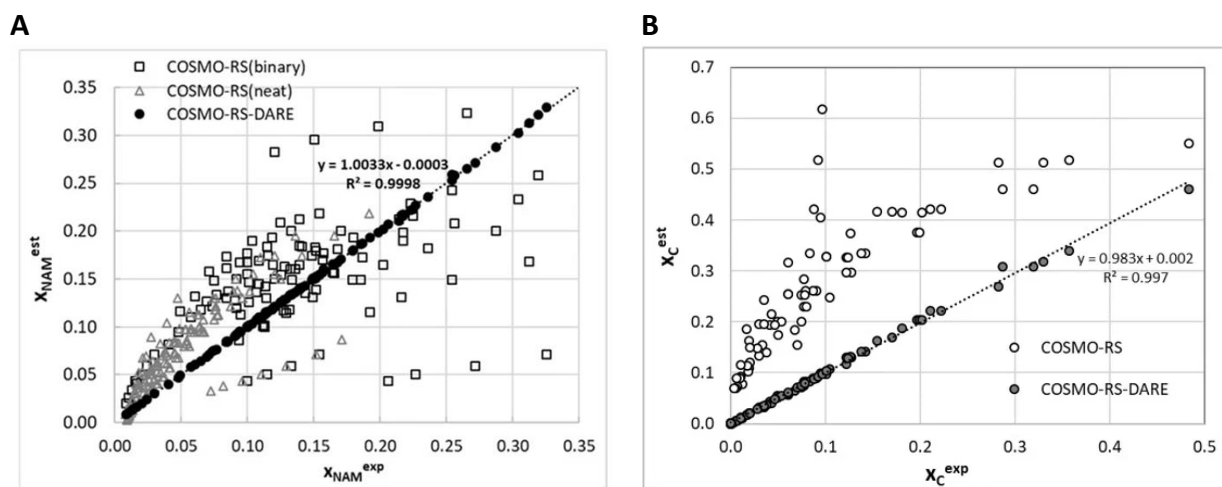 A
COSMO-RS(binary)
COSMO-RS(neat)
COSMO-RS-DARE
0.35
0.30
0.25
0.20
0.15
0.10
0.05
0.00
y = 1.0033x - 0.0003
R² = 0.9998
0.00 0.05 0.10 0.15 0.20 0.25 0.30 0.35
xNAM^est
xNAM^exp
B
0.7
0.6
0.5
0.4
0.3
0.2
0.1
0.0
y = 0.983x + 0.002
R² = 0.997
COSMO-RS
COSMO-RS-DARE
0.0 0.1 0.2 0.3 0.4 0.5
xC^est
xC^exp